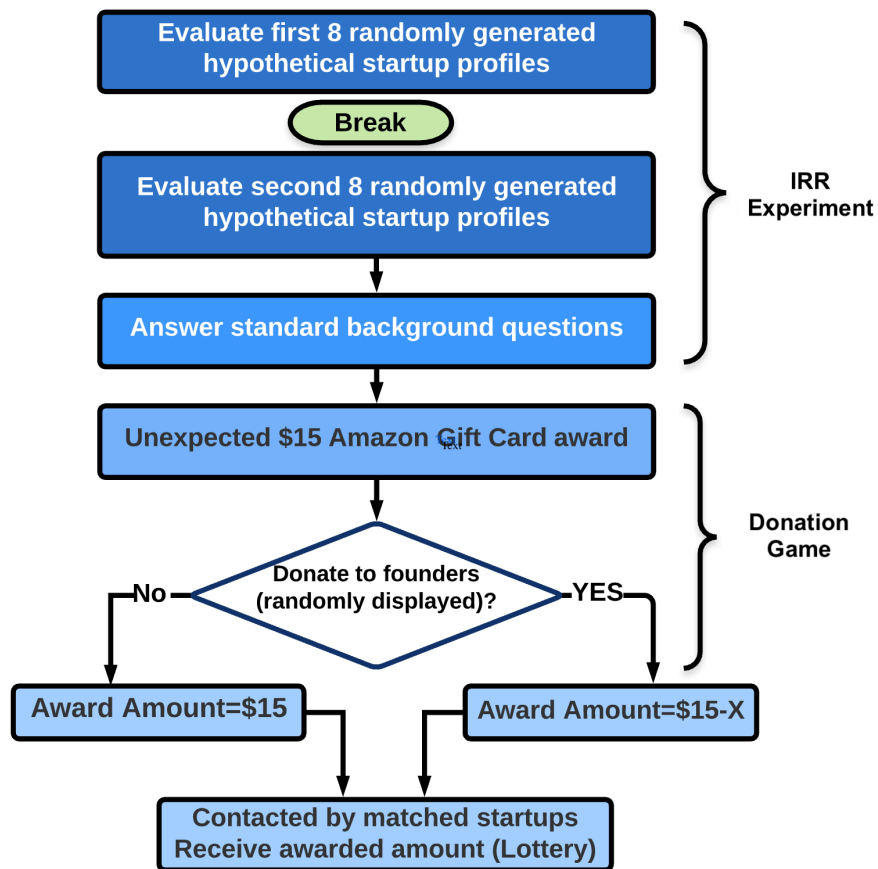 Evaluate first 8 randomly generated
hypothetical startup profiles
Break
Evaluate second 8 randomly generated
hypothetical startup profiles
IRR
Experiment
Answer standard background questions
Unexpected $15 Amazon Gift Card award
Text
Donation
Game
Donate to founders
(randomly displayed)?
No
YES
Award Amount=$15
Award Amount=$15-X
Contacted by matched startups
Receive awarded amount (Lottery)